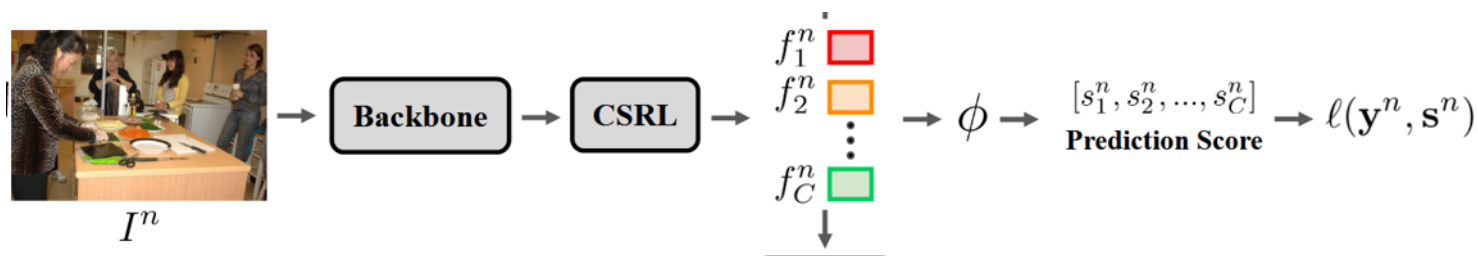 I^n
Backbone
CSRL
f_1^n
f_2^n
f_C^n
ϕ
[s_1^n, s_2^n, ..., s_C^n]
Prediction Score
ℓ(y^n, s^n)